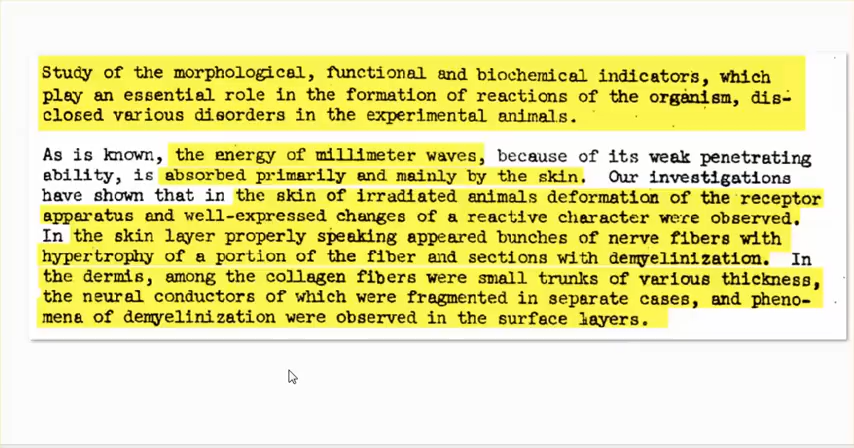 Study of the morphological, functional and biochemical indicators, which
play an essential role in the formation of reactions of the organism, dis-
closed various disorders in the experimental animals.
As is known, the energy of millimeter waves, because of its weak penetrating
ability, is absorbed primarily and mainly by the skin. Our investigations
have shown that in the skin of irradiated animals deformation of the receptor
apparatus and well-expressed changes of a reactive character were observed.
In the skin layer properly speaking appeared bunches of nerve fibers with
hypertrophy of a portion of the fiber and sections with demyelinization. In
the dermis, among the collagen fibers were small trunks of various thickness,
the neural conductors of which were fragmented in separate cases, and pheno-
mena of demyelinization were observed in the surface layers.